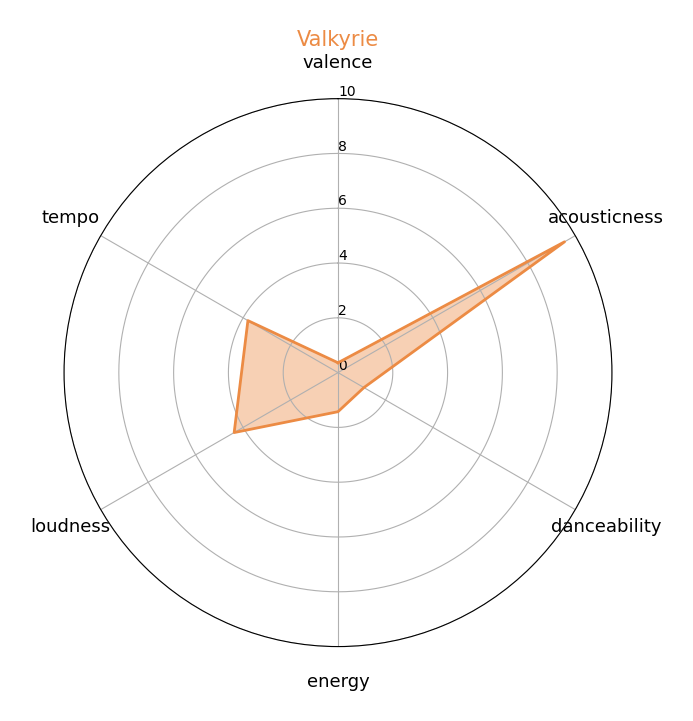 Valkyrie
valence
10
8
6
4
2
0
tempo
acousticness
loudness
danceability
energy